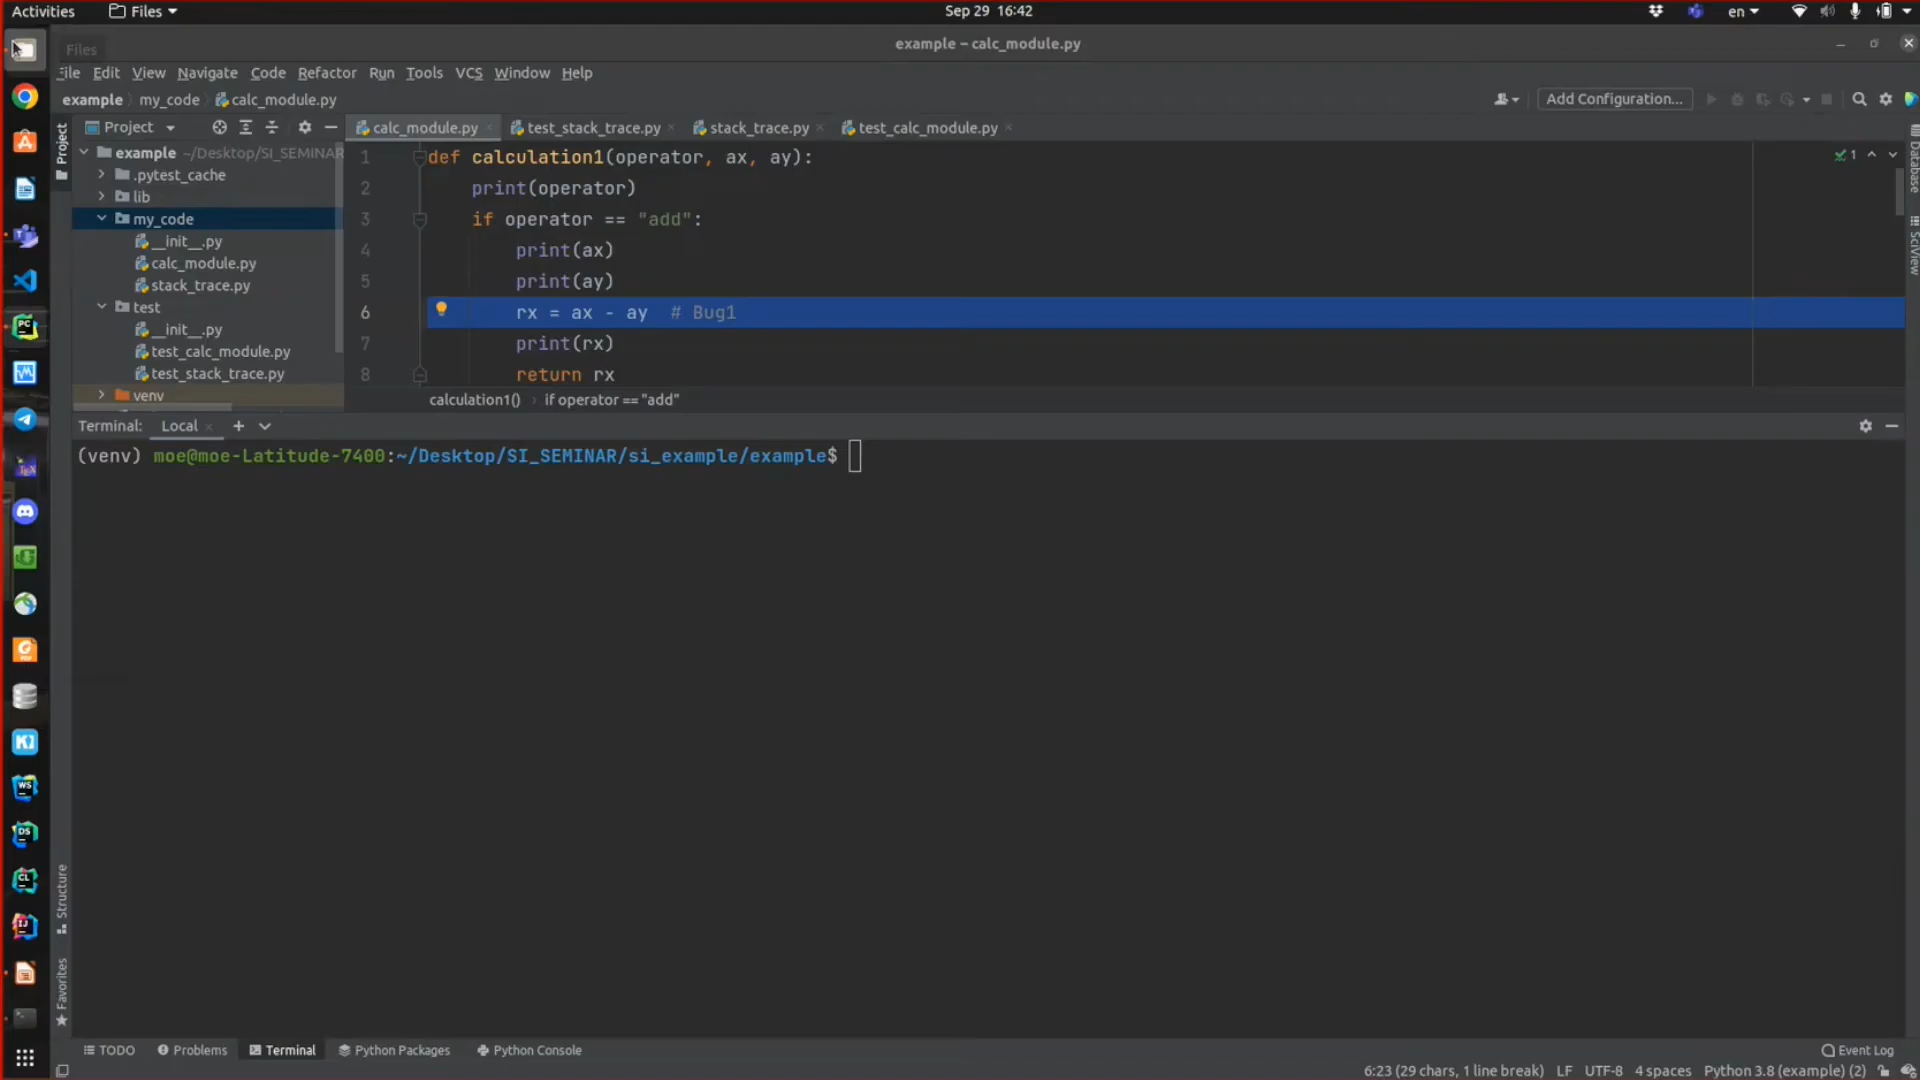 Activities Files Sep 29 16:42 en
Files example – calc_module.py
File Edit View Navigate Code Refactor Run Tools VCS Window Help
example my_code calc_module.py Add Configuration...
Project calc_module.py test_stack_trace.py stack_trace.py test_calc_module.py
Project
Database
SciView
example ~/Desktop/SI_SEMINAR
.pytest_cache
lib
my_code
__init__.py
calc_module.py
stack_trace.py
test
__init__.py
test_calc_module.py
test_stack_trace.py
venv
1 def calculation1(operator, ax, ay):
2 print(operator)
3 if operator == "add":
4 print(ax)
5 print(ay)
6 rx = ax - ay # Bug1
7 print(rx)
8 return rx
1
calculation1() if operator == "add"
Terminal: Local
(venv) moe@moe-Latitude-7400:~/Desktop/SI_SEMINAR/si_example/example$
Structure
Favorites
TODO Problems Terminal Python Packages Python Console Event Log
6:23 (29 chars, 1 line break) LF UTF-8 4 spaces Python 3.8 (example) (2)